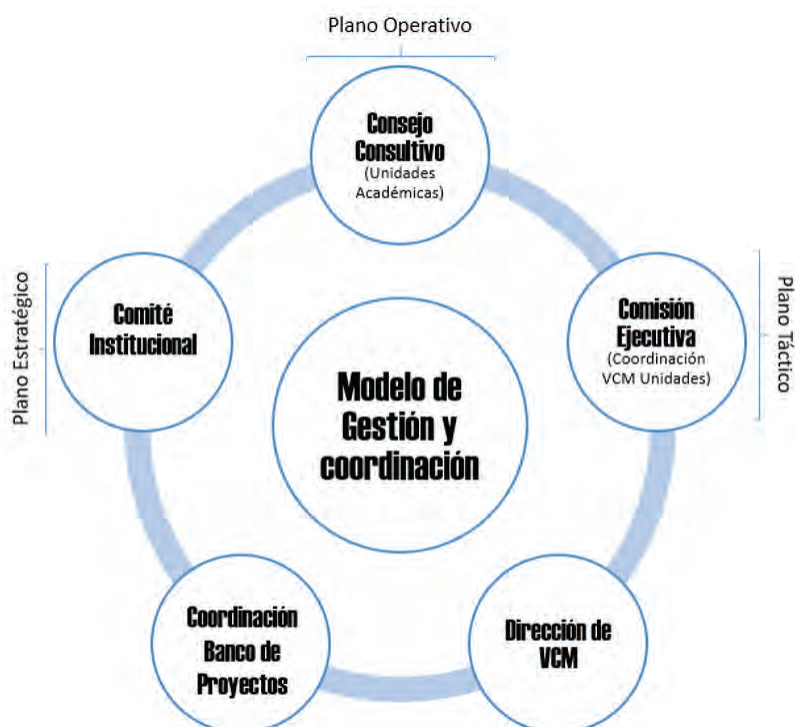 Plano Operativo
Consejo
Consultivo
(Unidades
Académicas)
Plano Estratégico
Comité
Institucional
Comisión
Ejecutiva
(Coordinación
VCM Unidades)
Plano Táctico
Modelo de
Gestión y
coordinación
Coordinación
Banco de
Proyectos
Dirección de
VCM